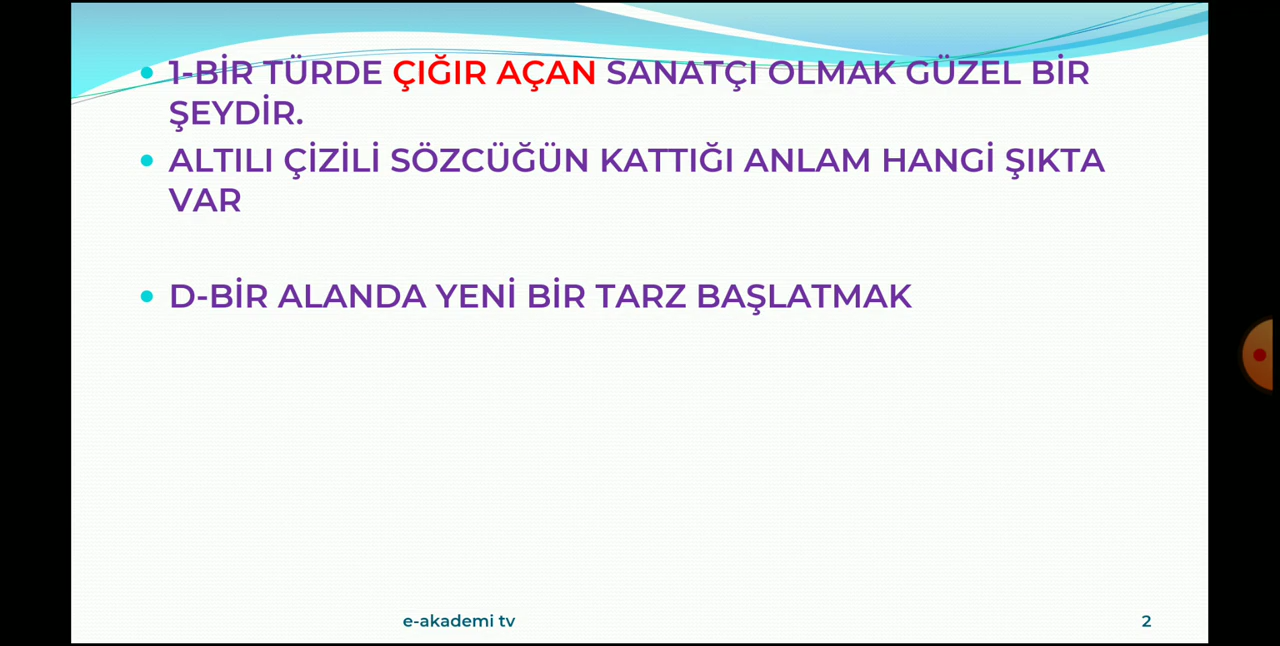 1-BİR TÜRDE ÇIĞIR AÇAN SANATÇI OLMAK GÜZEL BİR
ŞEYDİR.
ALTILI ÇİZİLİ SÖZCÜĞÜN KATTIĞI ANLAM HANGİ ŞIKTA
VAR
D-BİR ALANDA YENİ BİR TARZ BAŞLATMAK
e-akademi tv
2